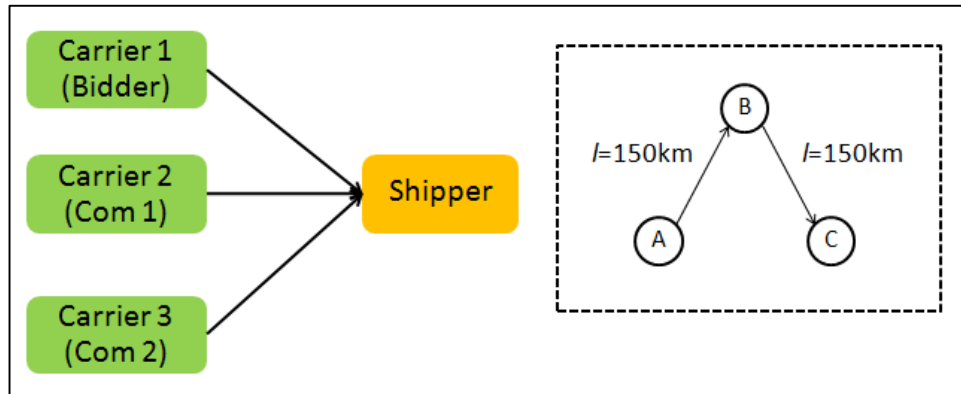 Carrier 1
(Bidder)
Carrier 2
(Com 1)
Carrier 3
(Com 2)
Shipper
B
l=150km
l=150km
A
C